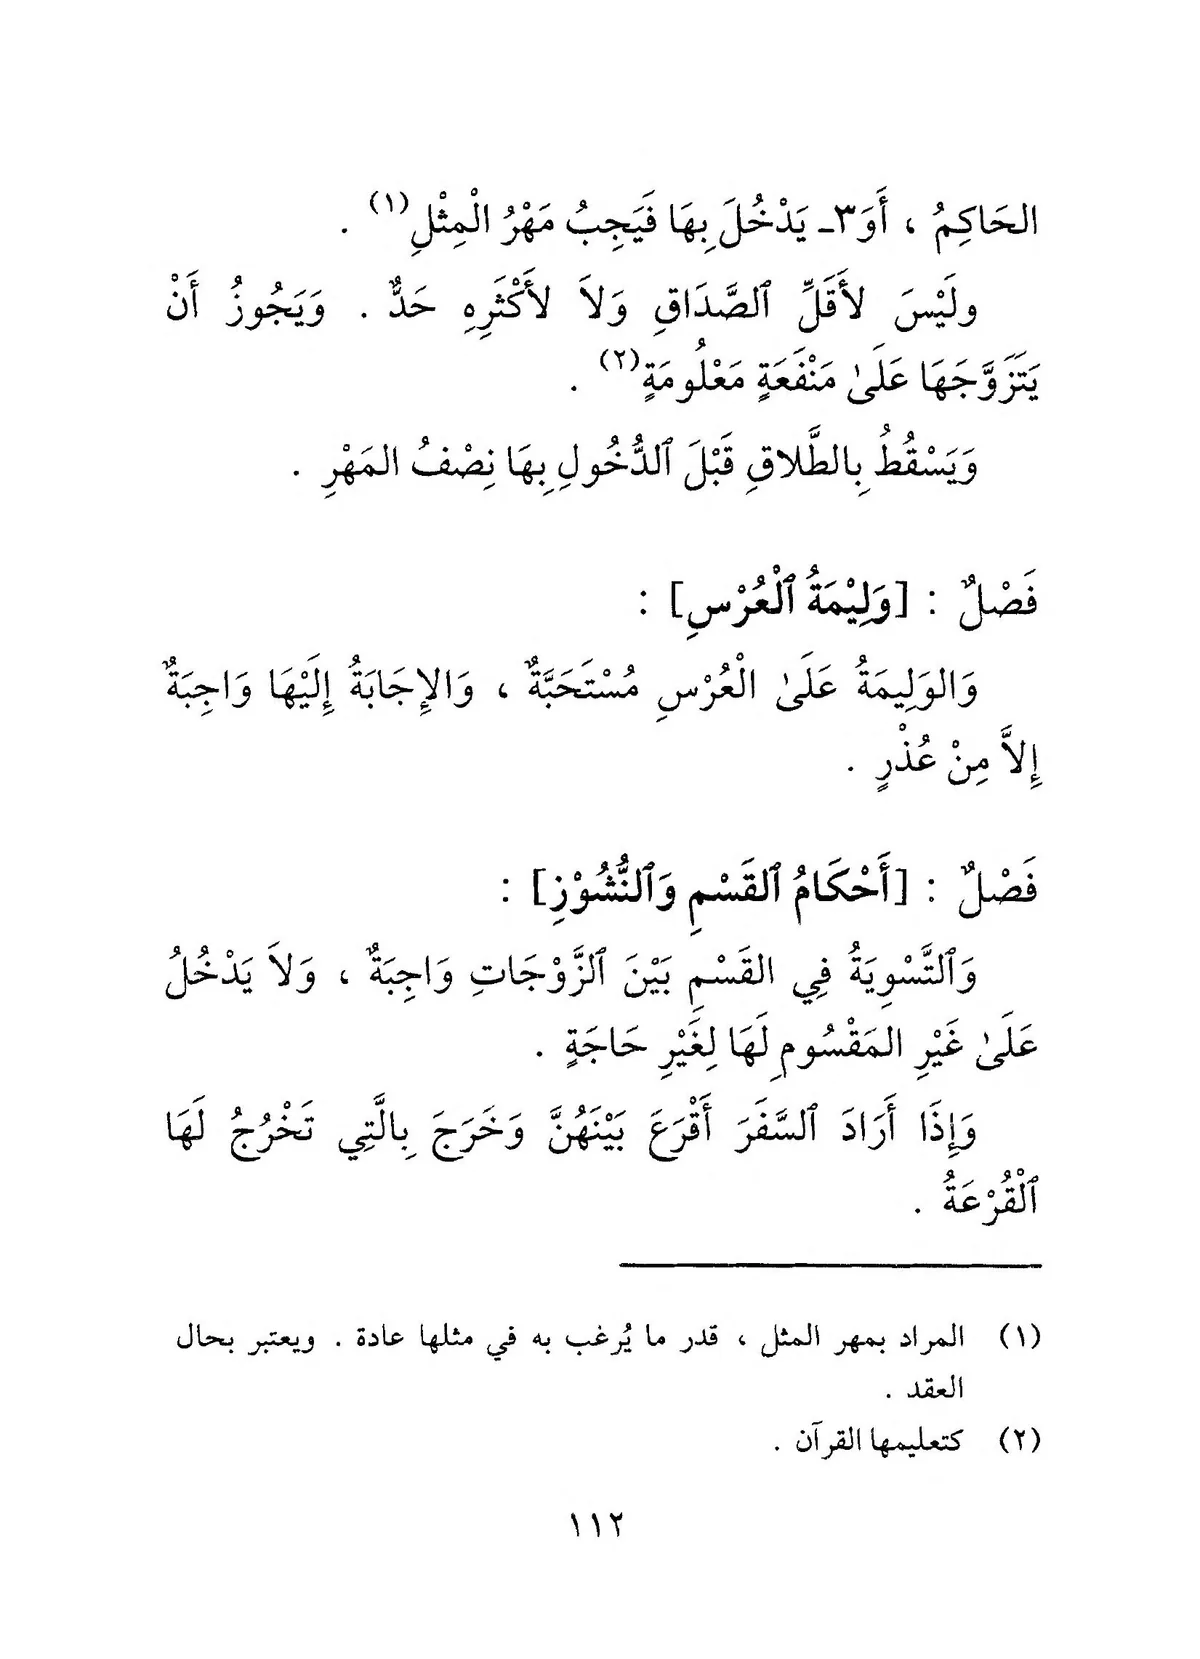 الحَاكِمُ ، أَوَ٣ـ يَدْخُلَ بِهَا فَيَجِبُ مَهْرُ الْمِثْلِ(١) .
ولَيْسَ لأَقَلِّ ٱلصَّدَاقِ وَلاَ لأَكْثَرِهِ حَدٌّ . وَيَجُوزُ أَنْ
يَتَزَوَّجَهَا عَلَىٰ مَنْفَعَةٍ مَعْلُومَةٍ(٢) .
وَيَسْقُطُ بِالطَّلاقِ قَبْلَ ٱلدُّخُولِ بِهَا نِصْفُ المَهْرِ .
فَصْلٌ : [وَلِيْمَةُ ٱلْعُرْسِ] :
وَالوَلِيمَةُ عَلَىٰ الْعُرْسِ مُسْتَحَبَّةٌ ، وَالإِجَابَةُ إِلَيْهَا وَاجِبَةٌ
إِلاَّ مِنْ عُذْرٍ .
فَصْلٌ : [أَحْكَامُ ٱلقَسْمِ وَٱلنُّشُوْزِ] :
وَٱلتَّسْوِيَةُ فِي القَسْمِ بَيْنَ ٱلزَّوْجَاتِ وَاجِبَةٌ ، وَلاَ يَدْخُلُ
عَلَىٰ غَيْرِ المَقْسُومِ لَهَا لِغَيْرِ حَاجَةٍ .
وَإِذَا أَرَادَ ٱلسَّفَرَ أَقْرَعَ بَيْنَهُنَّ وَخَرَجَ بِالَّتِي تَخْرُجُ لَهَا
ٱلْقُرْعَةُ .
(١) المراد بمهر المثل ، قدر ما يُرغب به في مثلها عادة . ويعتبر بحال
العقد .
(٢) كتعليمها القرآن .
١١٢